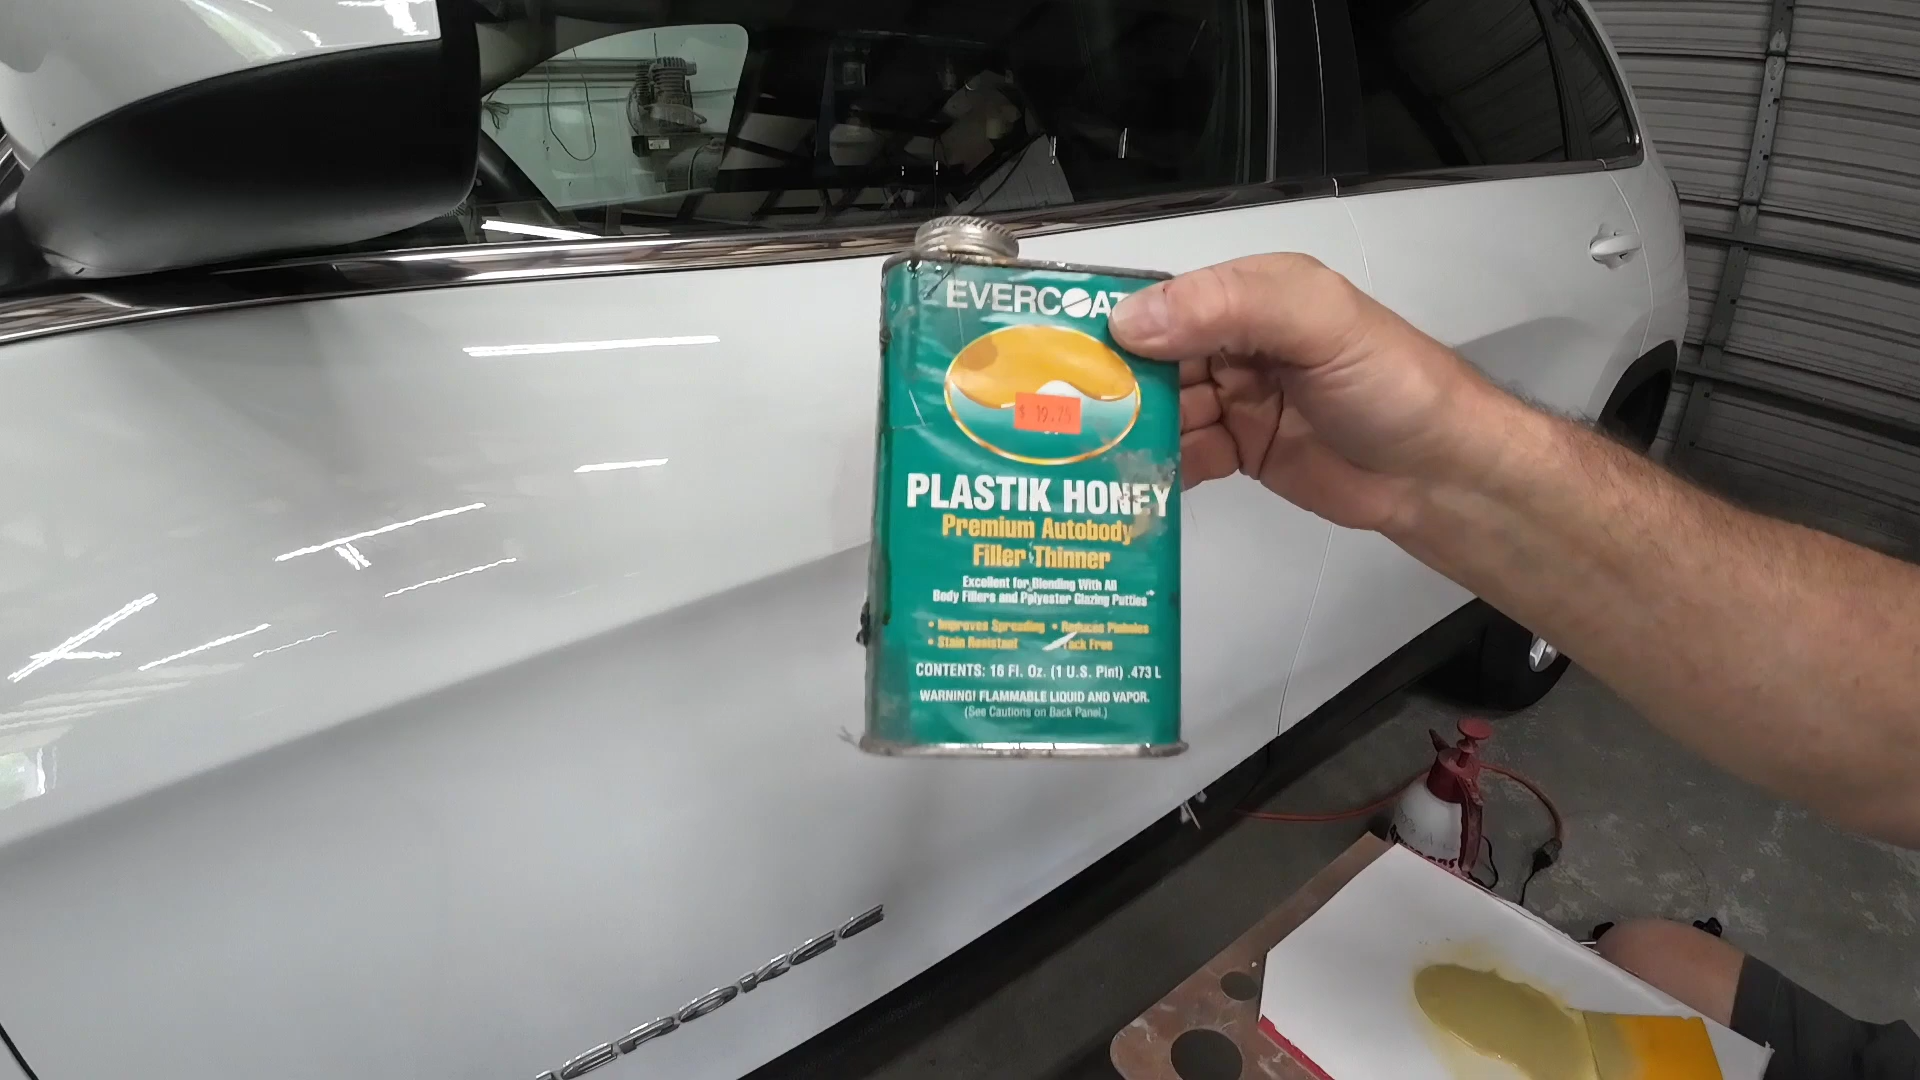 EVERCOAT
$ 19.75
PLASTIK HONEY
Premium Autobody
Filler Thinner
Excellent for Blending With All
Body Fillers and Polyester Glazing Putties
• Improves Spreading • Reduces Pinholes
• Stain Resistant Tack Free
CONTENTS: 16 Fl. Oz. (1 U.S. Pint) .473 L
WARNING! FLAMMABLE LIQUID AND VAPOR.
(See Cautions on Back Panel.)